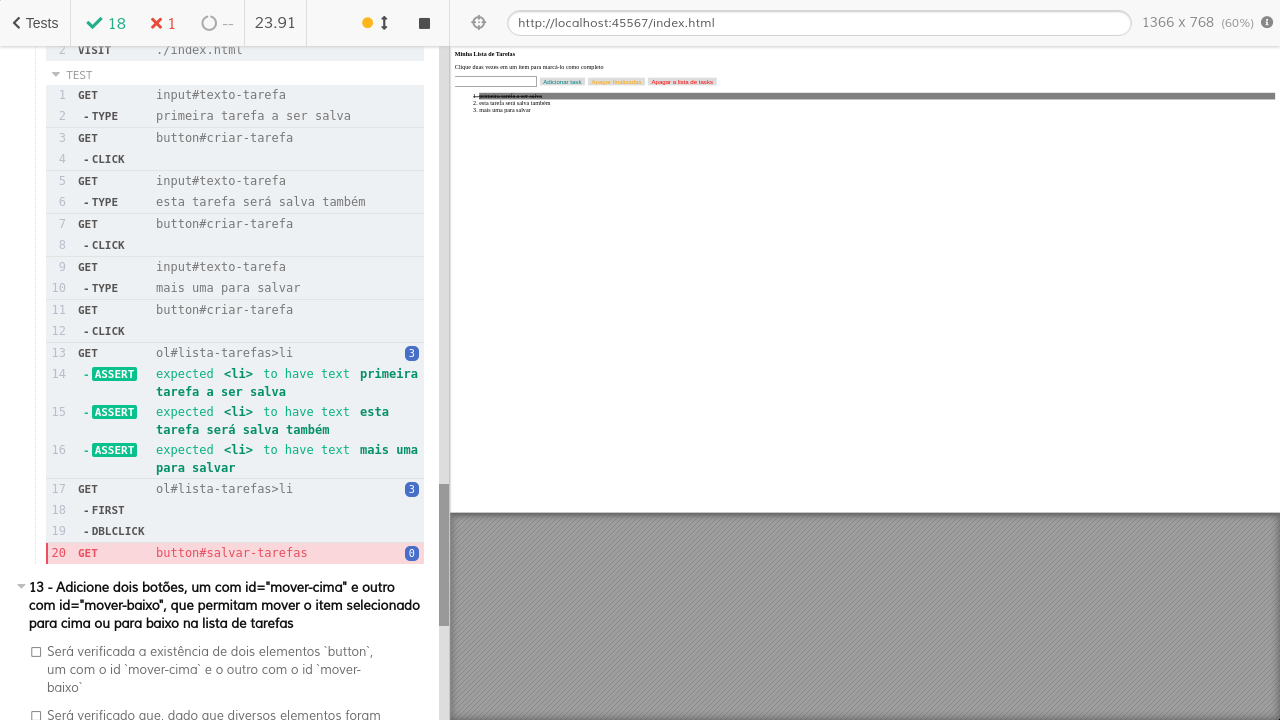 Tests
18
1
--
23.91
http://localhost:45567/index.html
1366 x 768 (60%)
2 VISIT ./index.html
TEST
1 GET input#texto-tarefa
2 - TYPE primeira tarefa a ser salva
3 GET button#criar-tarefa
4 - CLICK
5 GET input#texto-tarefa
6 - TYPE esta tarefa será salva também
7 GET button#criar-tarefa
8 - CLICK
9 GET input#texto-tarefa
10 - TYPE mais uma para salvar
11 GET button#criar-tarefa
12 - CLICK
13 GET ol#lista-tarefas>li 3
14 - ASSERT expected <li> to have text primeira
tarefa a ser salva
15 - ASSERT expected <li> to have text esta
tarefa será salva também
16 - ASSERT expected <li> to have text mais uma
para salvar
17 GET ol#lista-tarefas>li 3
18 - FIRST
19 - DBLCLICK
20 GET button#salvar-tarefas 0
13 - Adicione dois botões, um com id="mover-cima" e outro
com id="mover-baixo", que permitam mover o item selecionado
para cima ou para baixo na lista de tarefas
Será verificada a existência de dois elementos `button`,
um com o id `mover-cima` e o outro com o id `mover-
baixo`
Será verificado que, dado que diversos elementos foram
Minha Lista de Tarefas
Clique duas vezes em um item para marcá-lo como completo
Adicionar task Apagar finalizadas Apagar a lista de tasks
1. primeira tarefa a ser salva
2. esta tarefa será salva também
3. mais uma para salvar